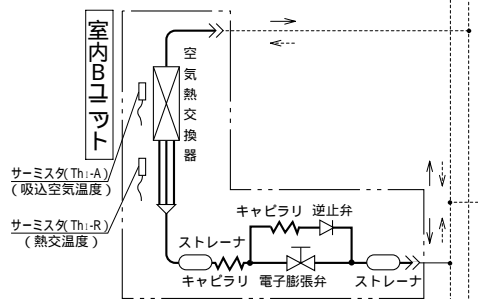 室内Bユニット
空気熱交換器
サーミスタ(Th₁-A)
(吸込空気温度)
サーミスタ(Th₁-R)
(熱交温度)
キャピラリ 逆止弁
ストレーナ
キャピラリ 電子膨張弁 ストレーナ